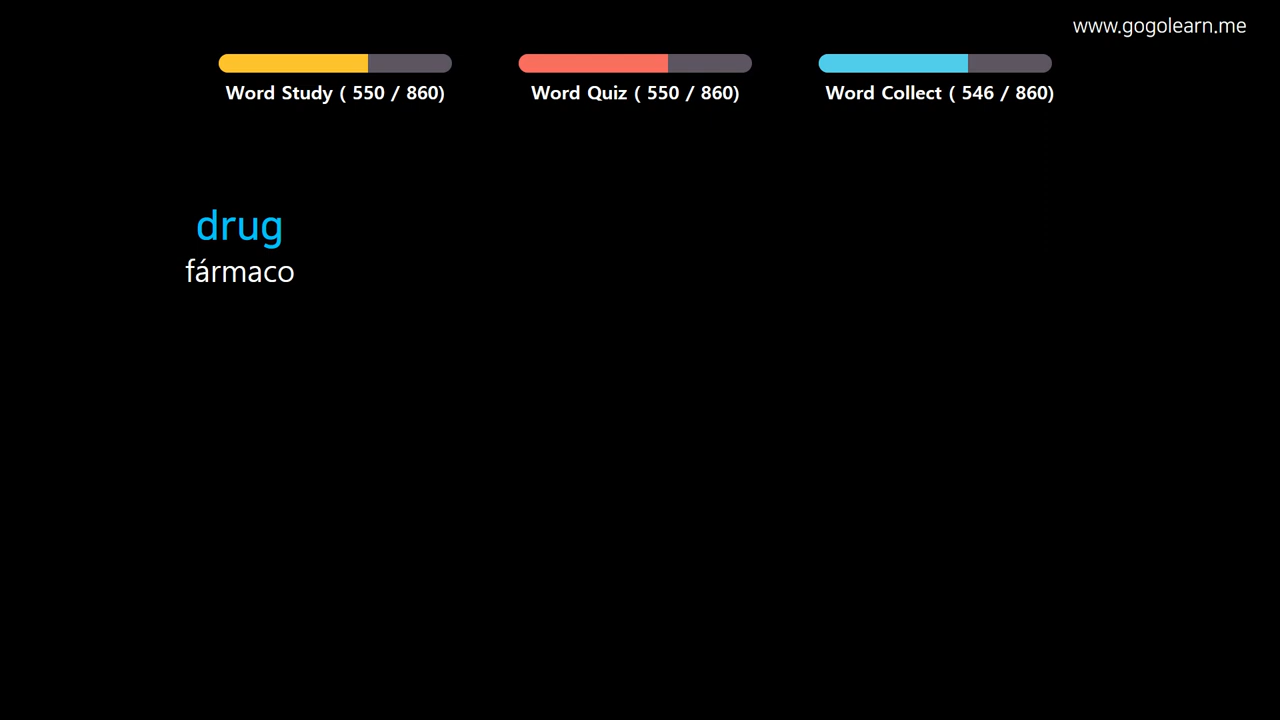 www.gogolearn.me
Word Study ( 550 / 860)
Word Quiz ( 550 / 860)
Word Collect ( 546 / 860)
drug
fármaco